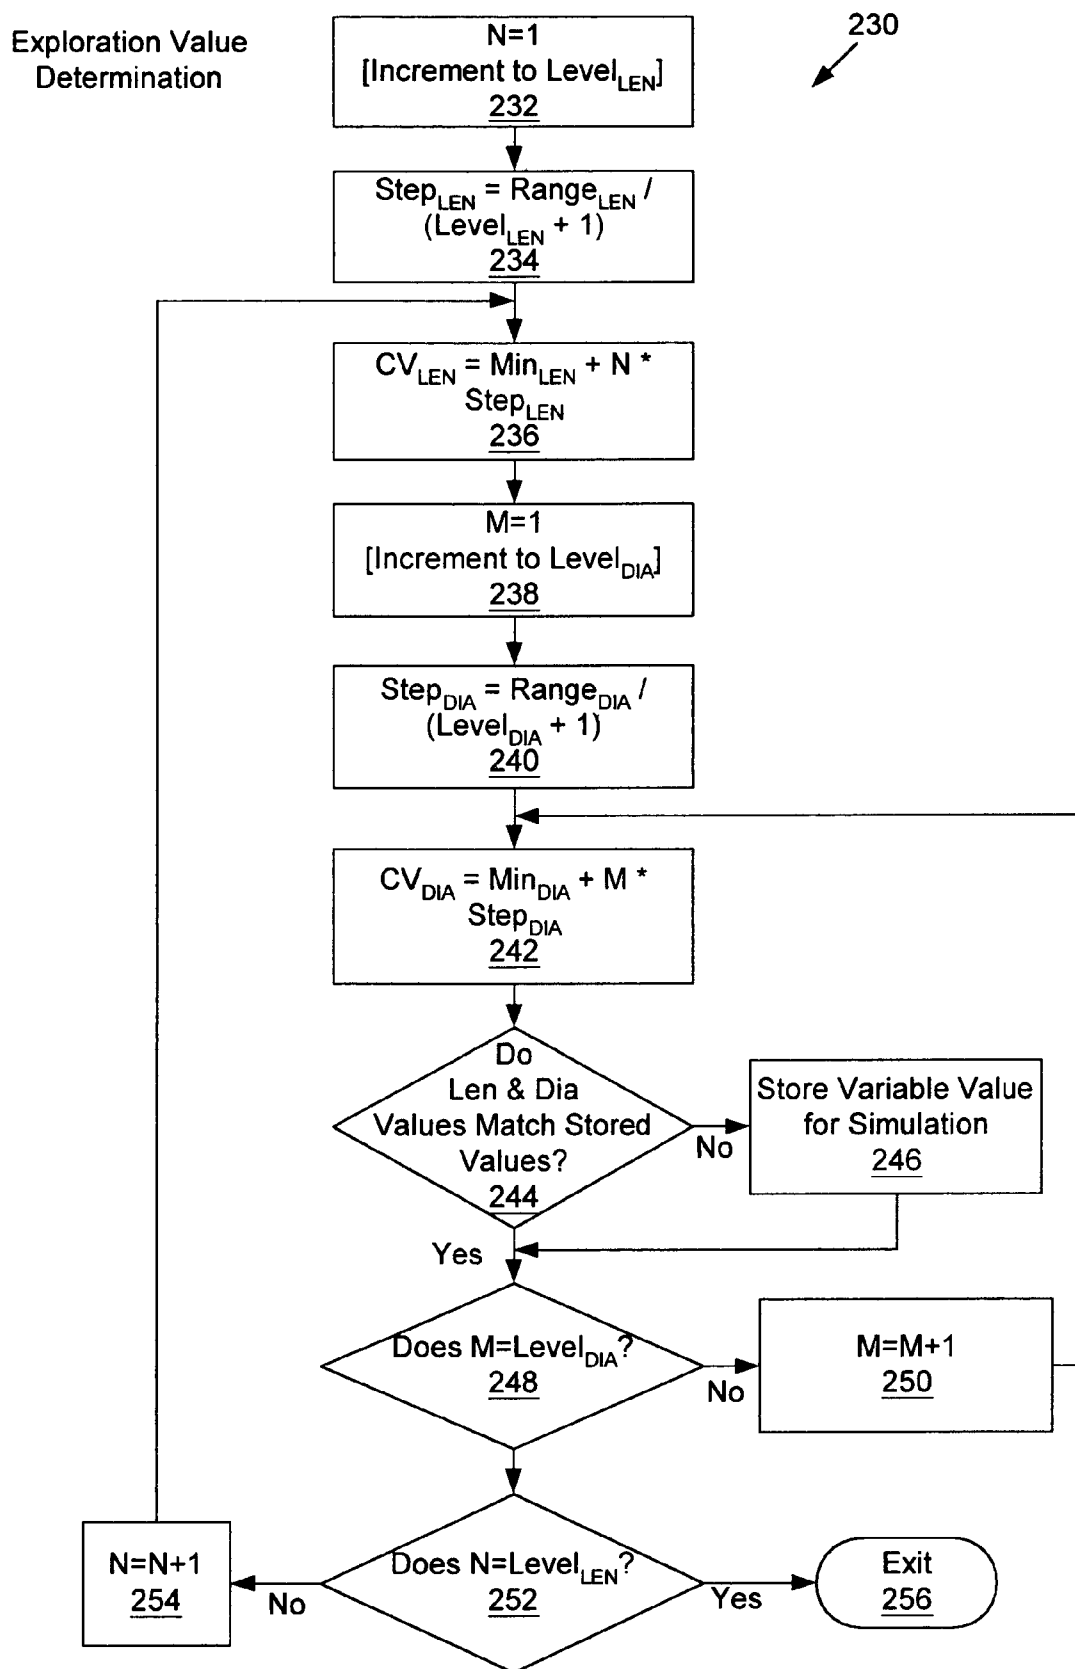 Exploration Value
Determination
230
N=1
[Increment to Level_LEN]
232
Step_LEN = Range_LEN /
(Level_LEN + 1)
234
CV_LEN = Min_LEN + N *
Step_LEN
236
M=1
[Increment to Level_DIA]
238
Step_DIA = Range_DIA /
(Level_DIA + 1)
240
CV_DIA = Min_DIA + M *
Step_DIA
242
Do
Len & Dia
Values Match Stored
Values?
244
No
Store Variable Value
for Simulation
246
Yes
Does M=Level_DIA?
248
No
M=M+1
250
N=N+1
254
No
Does N=Level_LEN?
252
Yes
Exit
256